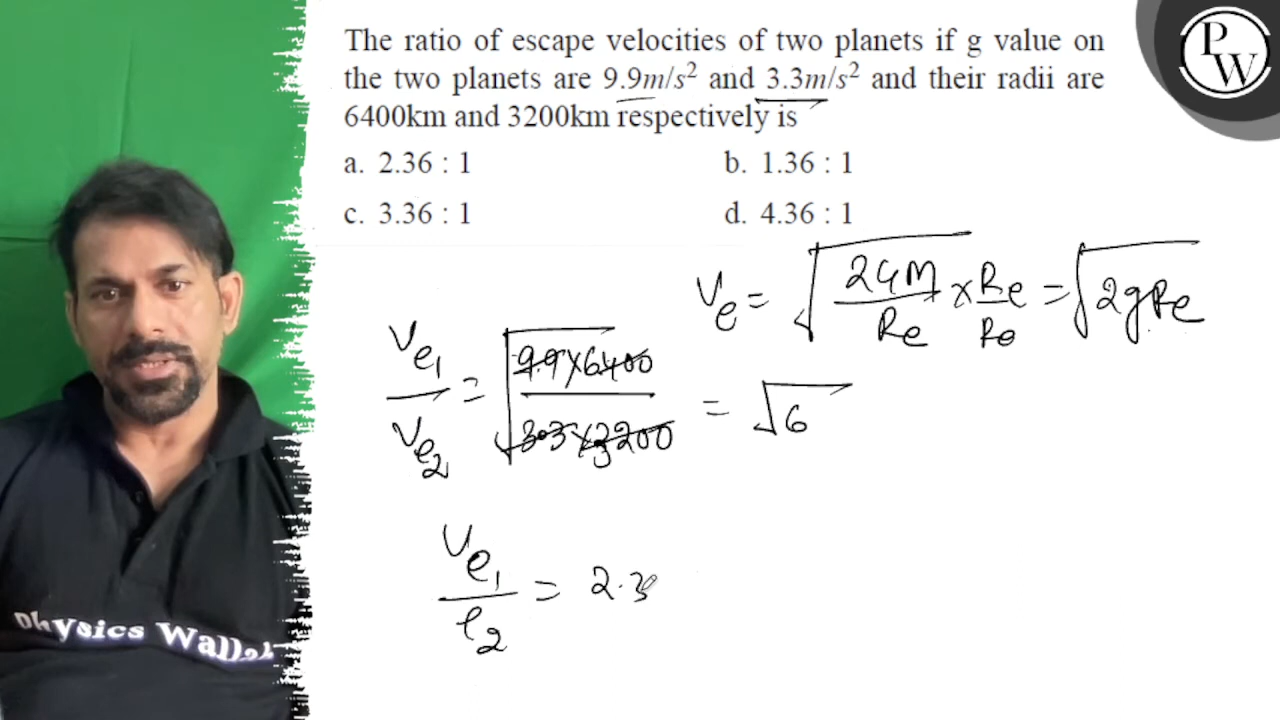 The ratio of escape velocities of two planets if g value on
the two planets are 9.9m/s² and 3.3m/s² and their radii are
6400km and 3200km respectively is
a. 2.36 : 1
b. 1.36 : 1
c. 3.36 : 1
d. 4.36 : 1
PW
Ve = √(2GM/Re × Re/Re) = √(2gRe)
Ve1/Ve2 = √(9.9×6400/3.3×3200) = √6
Ve1/e2 = 2.3
Physics Wallah